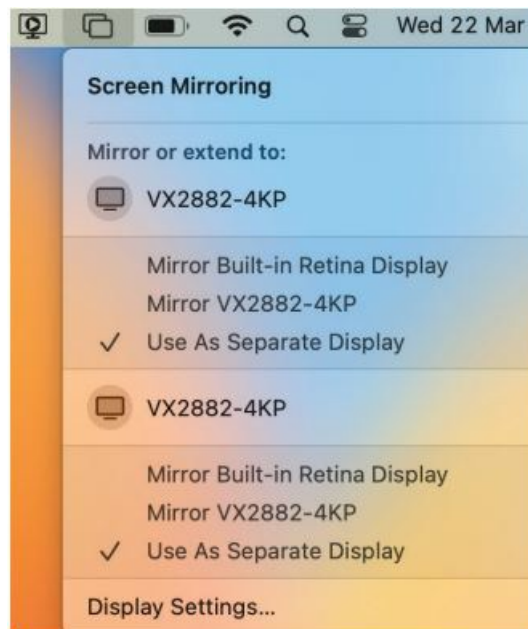 Wed 22 Mar
Screen Mirroring
Mirror or extend to:
VX2882-4KP
Mirror Built-in Retina Display
Mirror VX2882-4KP
Use As Separate Display
VX2882-4KP
Mirror Built-in Retina Display
Mirror VX2882-4KP
Use As Separate Display
Display Settings...